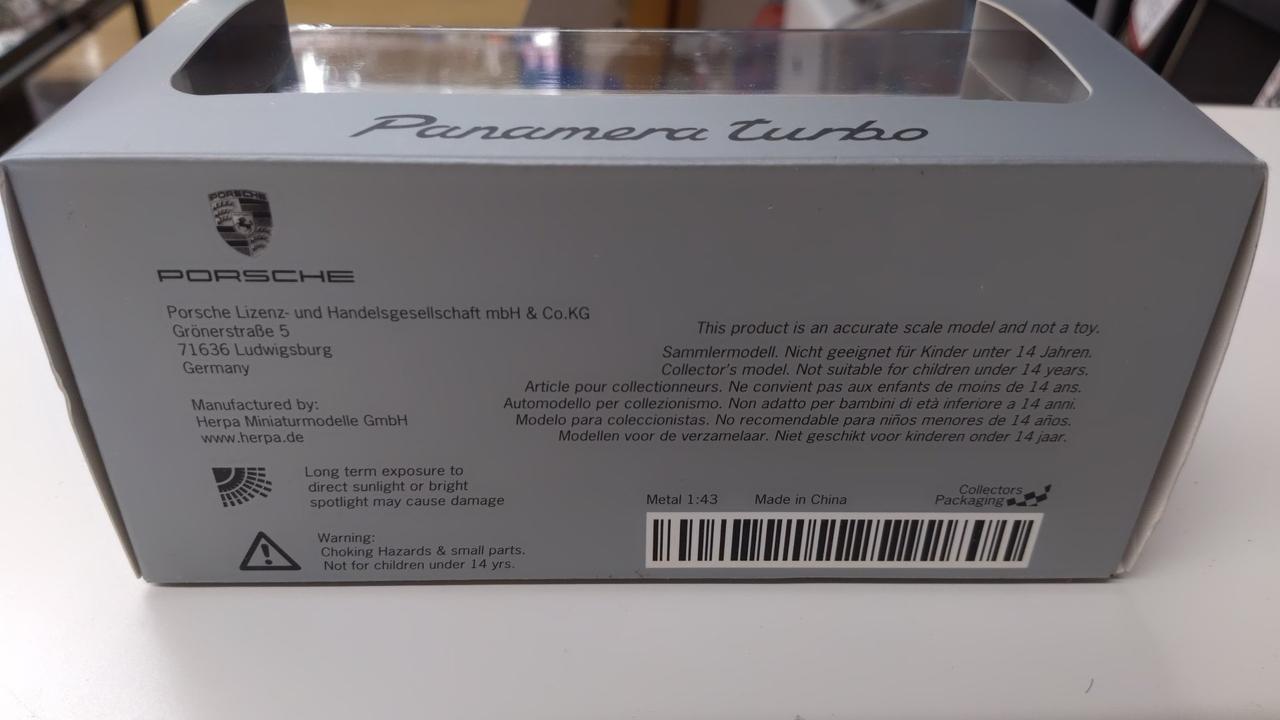 Panamera turbo
PORSCHE
PORSCHE
Porsche Lizenz- und Handelsgesellschaft mbH & Co.KG
Grönerstraße 5
71636 Ludwigsburg
Germany
Manufactured by:
Herpa Miniaturmodelle GmbH
www.herpa.de
Long term exposure to
direct sunlight or bright
spotlight may cause damage
Warning:
Choking Hazards & small parts.
Not for children under 14 yrs.
This product is an accurate scale model and not a toy.
Sammlermodell. Nicht geeignet für Kinder unter 14 Jahren.
Collector's model. Not suitable for children under 14 years.
Article pour collectionneurs. Ne convient pas aux enfants de moins de 14 ans.
Automodello per collezionismo. Non adatto per bambini di età inferiore a 14 anni.
Modelo para coleccionistas. No recomendable para niños menores de 14 años.
Modellen voor de verzamelaar. Niet geschikt voor kinderen onder 14 jaar.
Metal 1:43 Made in China
Collectors
Packaging